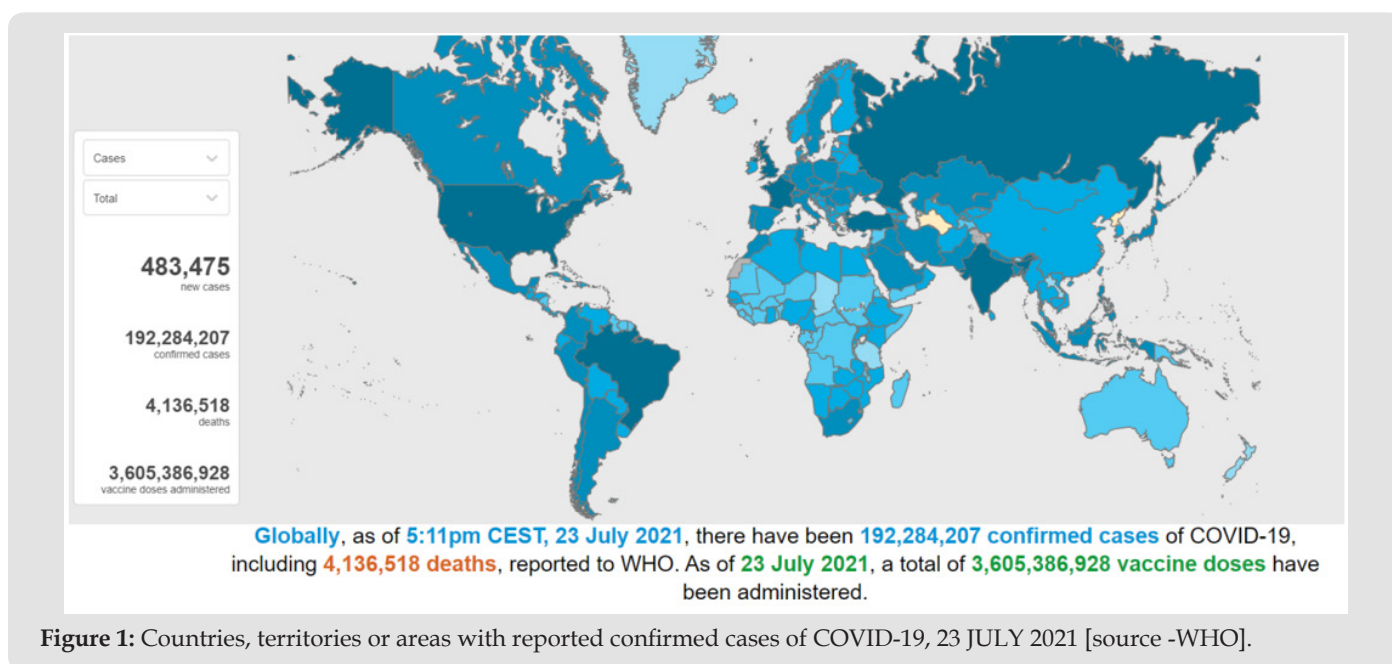 Cases
Total
483,475
new cases
192,284,207
confirmed cases
4,136,518
deaths
3,605,386,928
vaccine doses administered
Globally, as of 5:11pm CEST, 23 July 2021, there have been 192,284,207 confirmed cases of COVID-19,
including 4,136,518 deaths, reported to WHO. As of 23 July 2021, a total of 3,605,386,928 vaccine doses have
been administered.
Figure 1: Countries, territories or areas with reported confirmed cases of COVID-19, 23 JULY 2021 [source -WHO].